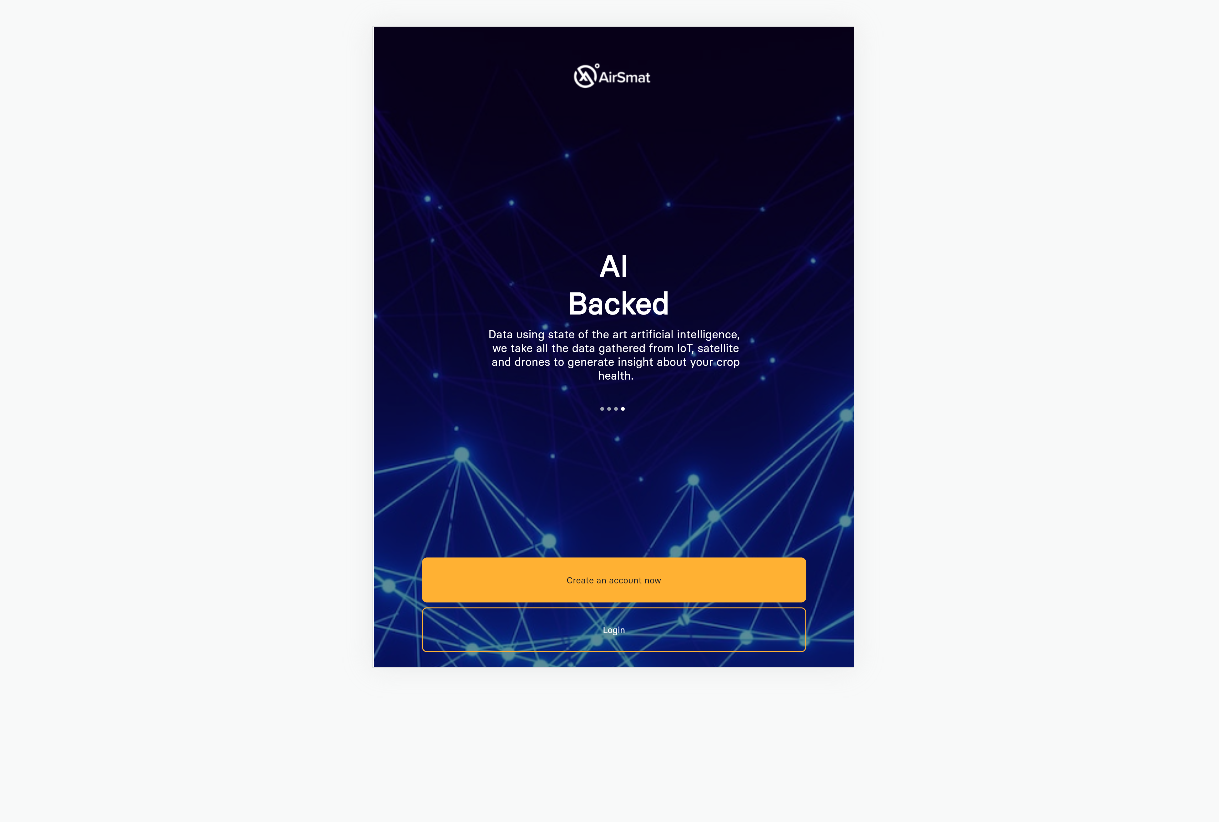 AirSmat
AI
Backed
Data using state of the art artificial intelligence,
we take all the data gathered from IoT, satellite
and drones to generate insight about your crop
health.
Create an account now
Login